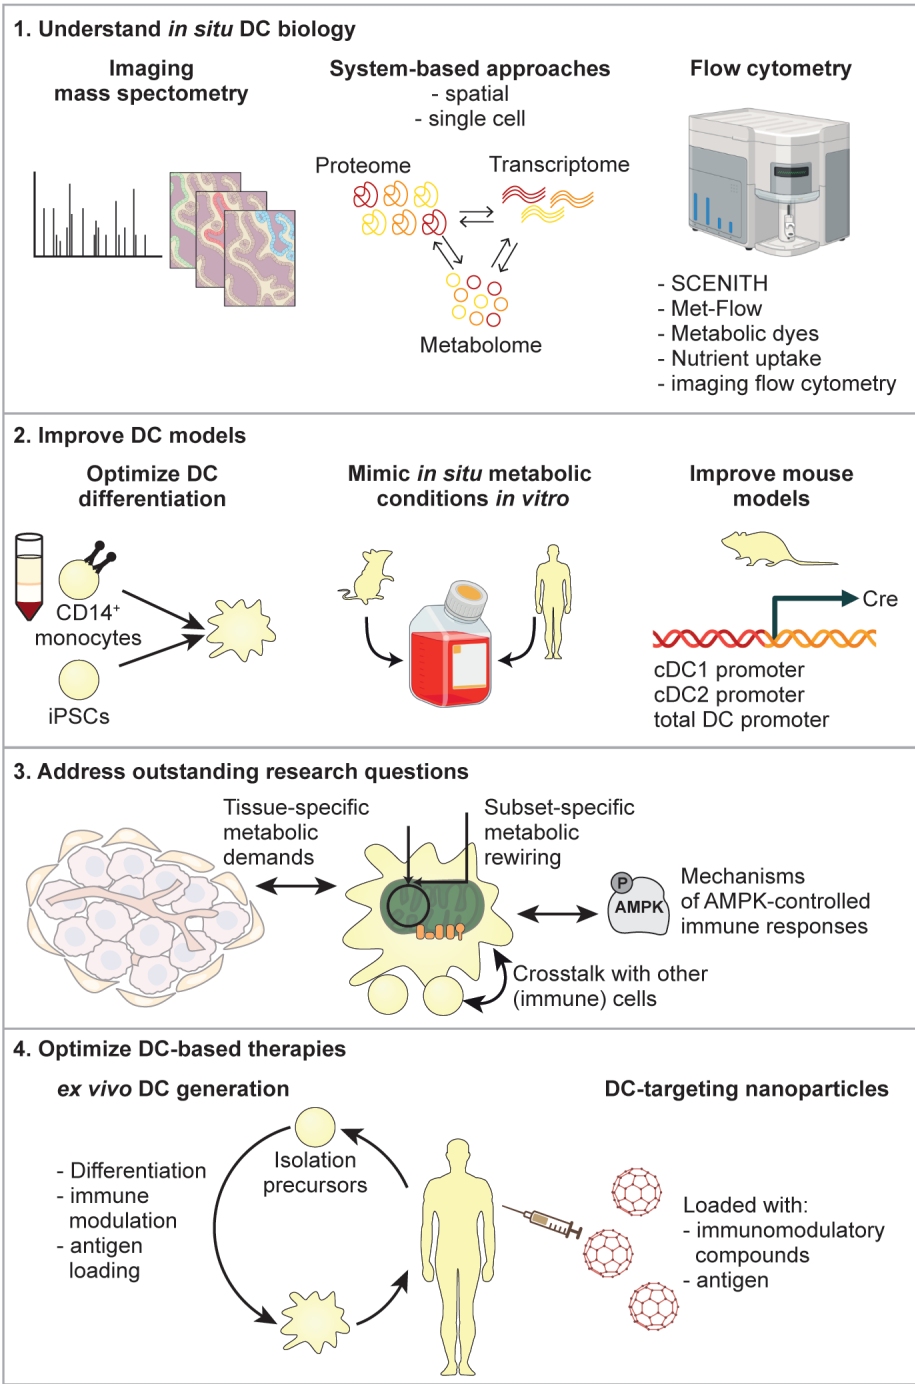 1. Understand in situ DC biology
Imaging
mass spectometry
System-based approaches
- spatial
- single cell
Proteome
Transcriptome
Metabolome
Flow cytometry
- SCENITH
- Met-Flow
- Metabolic dyes
- Nutrient uptake
- imaging flow cytometry
2. Improve DC models
Optimize DC
differentiation
CD14⁺
monocytes
iPSCs
Mimic in situ metabolic
conditions in vitro
Improve mouse
models
Cre
cDC1 promoter
cDC2 promoter
total DC promoter
3. Address outstanding research questions
Tissue-specific
metabolic
demands
Subset-specific
metabolic
rewiring
P
AMPK
Mechanisms
of AMPK-controlled
immune responses
Crosstalk with other
(immune) cells
4. Optimize DC-based therapies
ex vivo DC generation
- Differentiation
- immune
modulation
- antigen
loading
Isolation
precursors
DC-targeting nanoparticles
Loaded with:
- immunomodulatory
compounds
- antigen